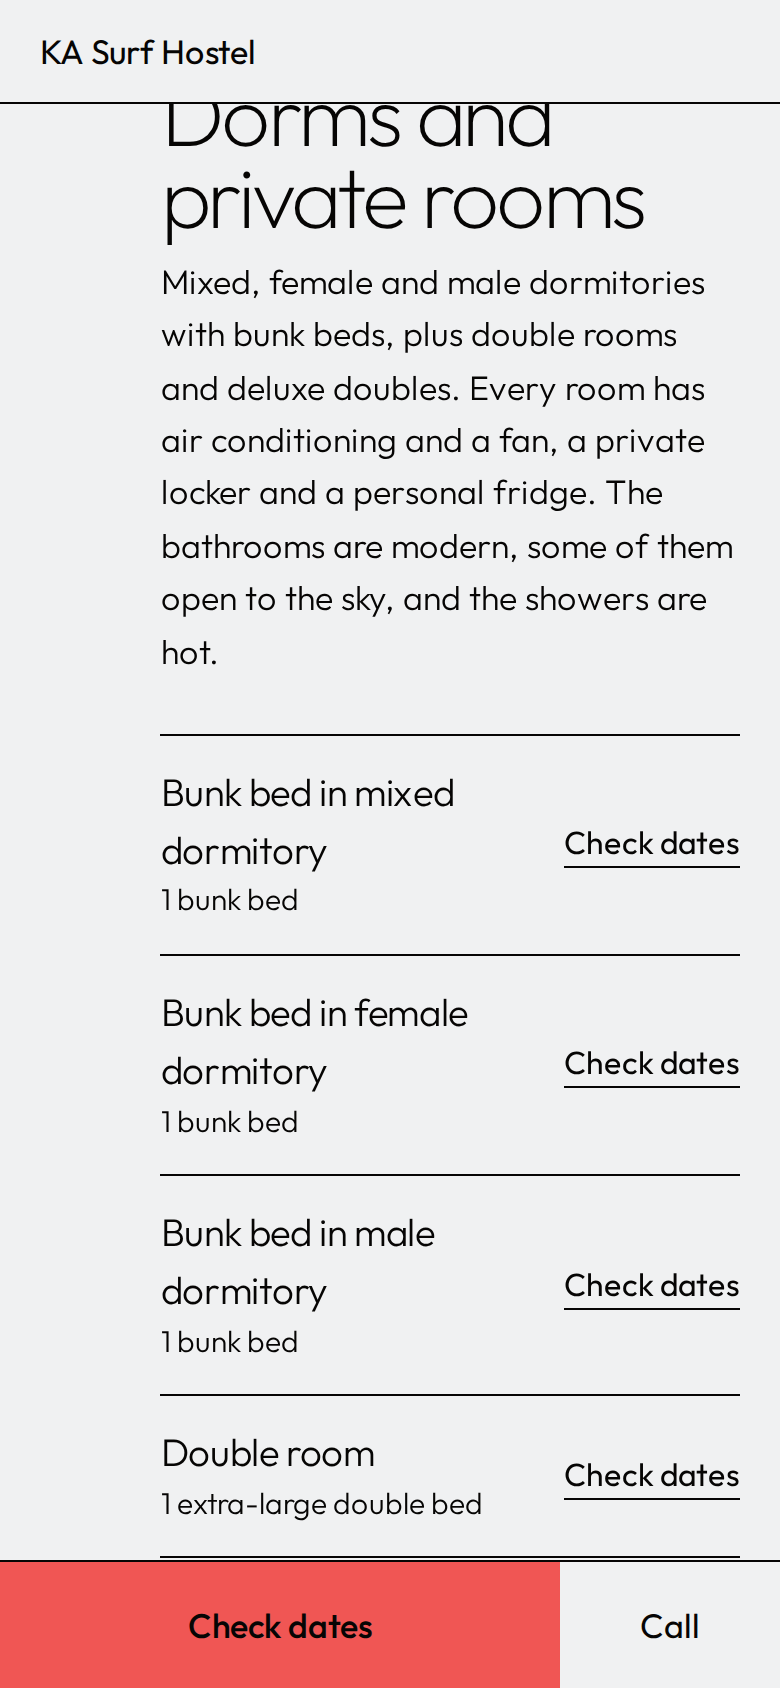 KA Surf Hostel
Dorms and
private rooms
Mixed, female and male dormitories
with bunk beds, plus double rooms
and deluxe doubles. Every room has
air conditioning and a fan, a private
locker and a personal fridge. The
bathrooms are modern, some of them
open to the sky, and the showers are
hot.
Bunk bed in mixed
dormitory
1 bunk bed
Check dates
Bunk bed in female
dormitory
1 bunk bed
Check dates
Bunk bed in male
dormitory
1 bunk bed
Check dates
Double room
1 extra-large double bed
Check dates
Check dates
Call